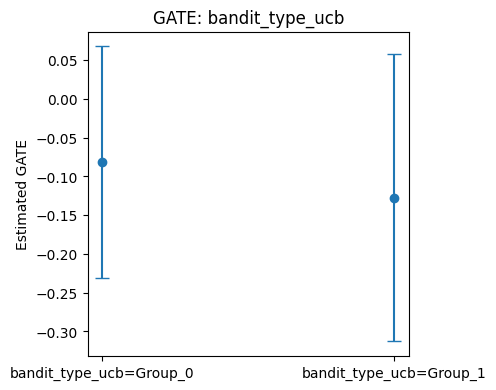 GATE: bandit_type_ucb
Estimated GATE
0.05
0.00
−0.05
−0.10
−0.15
−0.20
−0.25
−0.30
bandit_type_ucb=Group_0
bandit_type_ucb=Group_1